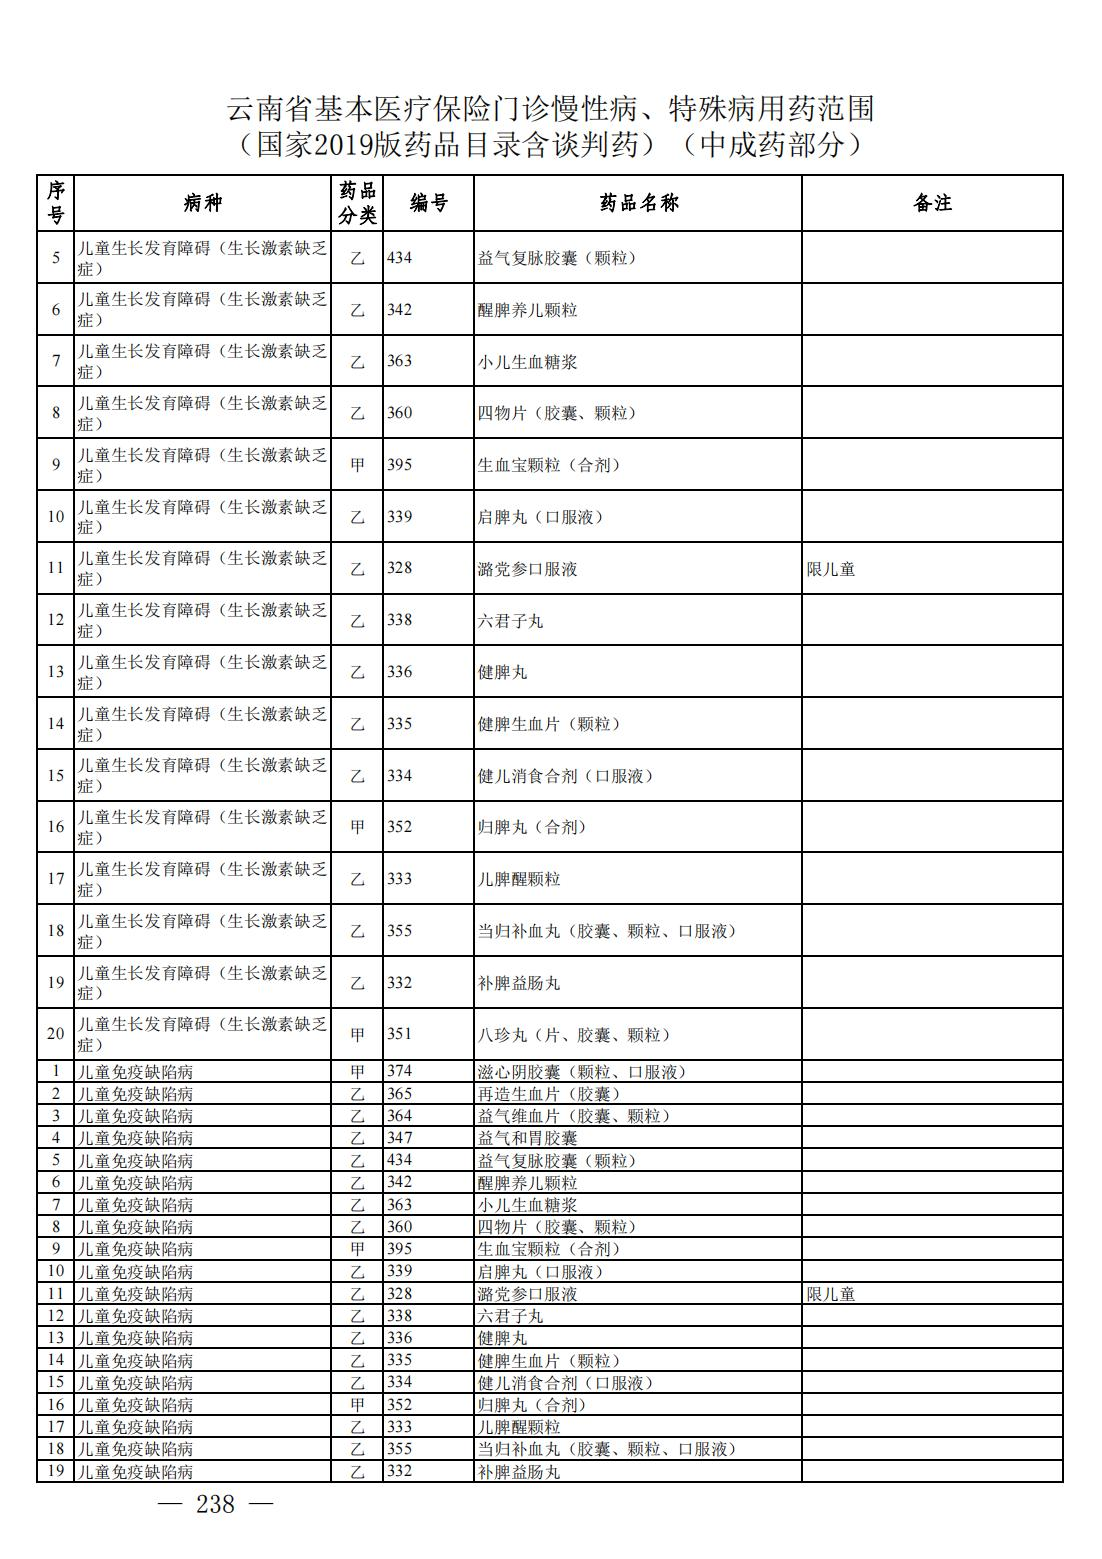 云南省基本医疗保险门诊慢性病、特殊病用药范围
（国家2019版药品目录含谈判药）（中成药部分）
序号 病种 药品分类 编号 药品名称 备注
5 儿童生长发育障碍（生长激素缺乏症） 乙 434 益气复脉胶囊（颗粒）
6 儿童生长发育障碍（生长激素缺乏症） 乙 342 醒脾养儿颗粒
7 儿童生长发育障碍（生长激素缺乏症） 乙 363 小儿生血糖浆
8 儿童生长发育障碍（生长激素缺乏症） 乙 360 四物片（胶囊、颗粒）
9 儿童生长发育障碍（生长激素缺乏症） 甲 395 生血宝颗粒（合剂）
10 儿童生长发育障碍（生长激素缺乏症） 乙 339 启脾丸（口服液）
11 儿童生长发育障碍（生长激素缺乏症） 乙 328 潞党参口服液 限儿童
12 儿童生长发育障碍（生长激素缺乏症） 乙 338 六君子丸
13 儿童生长发育障碍（生长激素缺乏症） 乙 336 健脾丸
14 儿童生长发育障碍（生长激素缺乏症） 乙 335 健脾生血片（颗粒）
15 儿童生长发育障碍（生长激素缺乏症） 乙 334 健儿消食合剂（口服液）
16 儿童生长发育障碍（生长激素缺乏症） 甲 352 归脾丸（合剂）
17 儿童生长发育障碍（生长激素缺乏症） 乙 333 儿脾醒颗粒
18 儿童生长发育障碍（生长激素缺乏症） 乙 355 当归补血丸（胶囊、颗粒、口服液）
19 儿童生长发育障碍（生长激素缺乏症） 乙 332 补脾益肠丸
20 儿童生长发育障碍（生长激素缺乏症） 甲 351 八珍丸（片、胶囊、颗粒）
1 儿童免疫缺陷病 甲 374 滋心阴胶囊（颗粒、口服液）
2 儿童免疫缺陷病 乙 365 再造生血片（胶囊）
3 儿童免疫缺陷病 乙 364 益气维血片（胶囊、颗粒）
4 儿童免疫缺陷病 乙 347 益气和胃胶囊
5 儿童免疫缺陷病 乙 434 益气复脉胶囊（颗粒）
6 儿童免疫缺陷病 乙 342 醒脾养儿颗粒
7 儿童免疫缺陷病 乙 363 小儿生血糖浆
8 儿童免疫缺陷病 乙 360 四物片（胶囊、颗粒）
9 儿童免疫缺陷病 甲 395 生血宝颗粒（合剂）
10 儿童免疫缺陷病 乙 339 启脾丸（口服液）
11 儿童免疫缺陷病 乙 328 潞党参口服液 限儿童
12 儿童免疫缺陷病 乙 338 六君子丸
13 儿童免疫缺陷病 乙 336 健脾丸
14 儿童免疫缺陷病 乙 335 健脾生血片（颗粒）
15 儿童免疫缺陷病 乙 334 健儿消食合剂（口服液）
16 儿童免疫缺陷病 甲 352 归脾丸（合剂）
17 儿童免疫缺陷病 乙 333 儿脾醒颗粒
18 儿童免疫缺陷病 乙 355 当归补血丸（胶囊、颗粒、口服液）
19 儿童免疫缺陷病 乙 332 补脾益肠丸
— 238 —